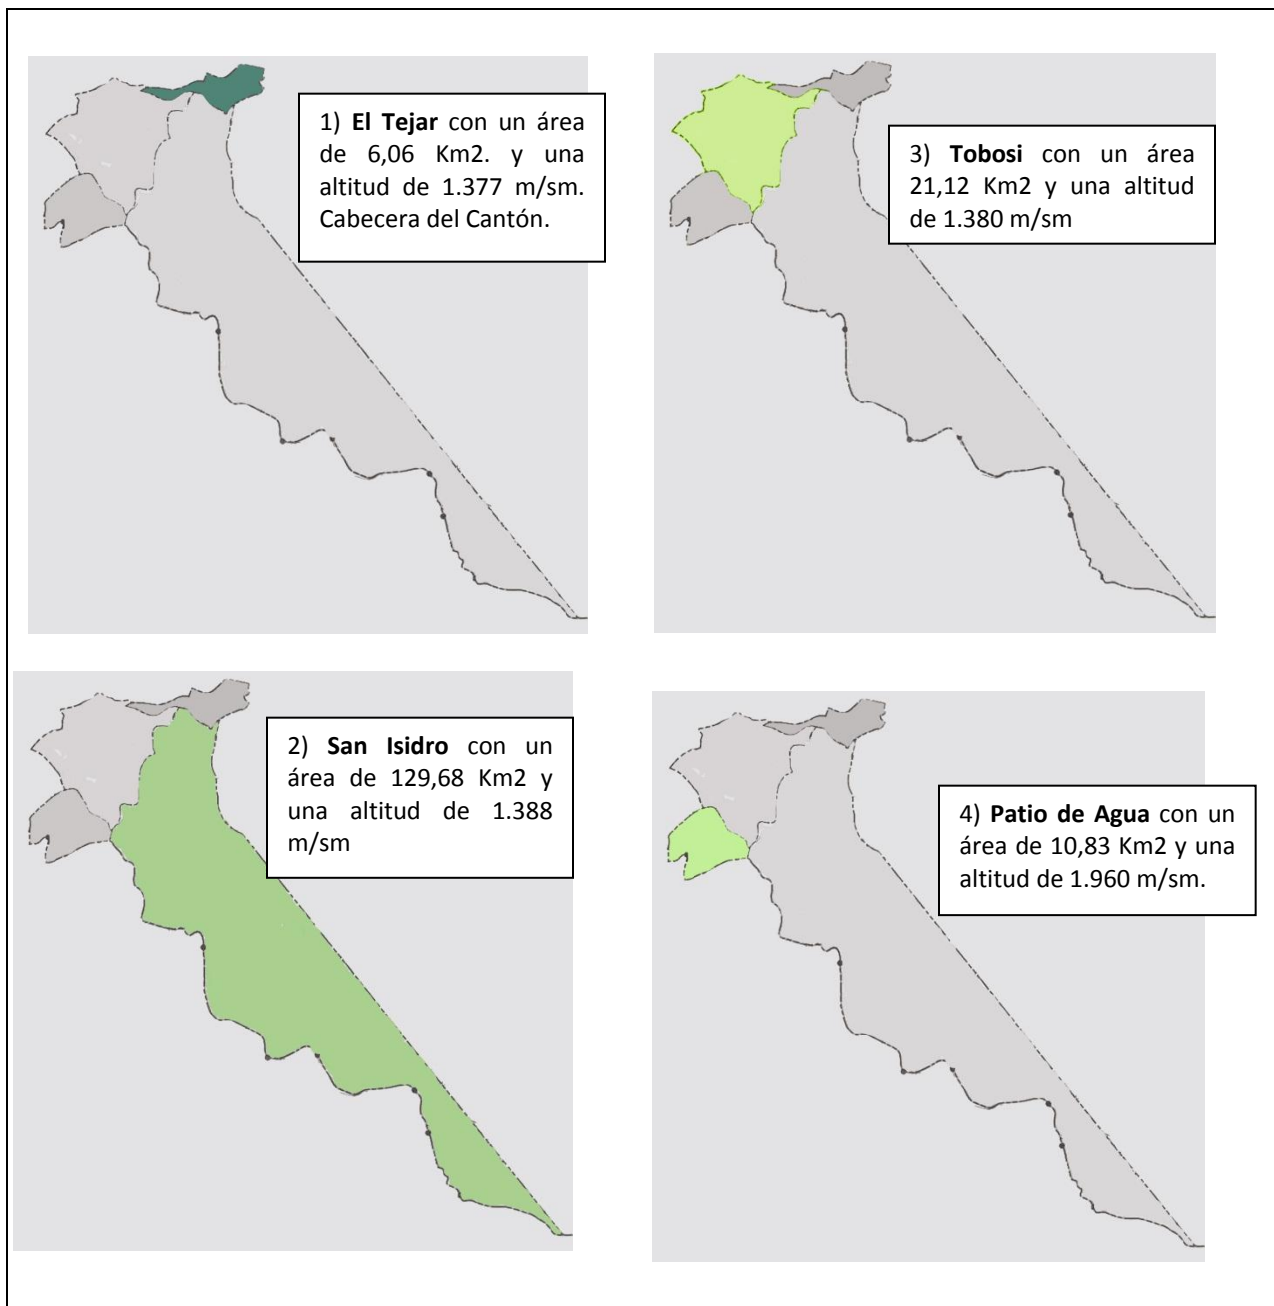 1) El Tejar con un área
de 6,06 Km2. y una
altitud de 1.377 m/sm.
Cabecera del Cantón.
3) Tobosi con un área
21,12 Km2 y una altitud
de 1.380 m/sm
2) San Isidro con un
área de 129,68 Km2 y
una altitud de 1.388
m/sm
4) Patio de Agua con un
área de 10,83 Km2 y una
altitud de 1.960 m/sm.